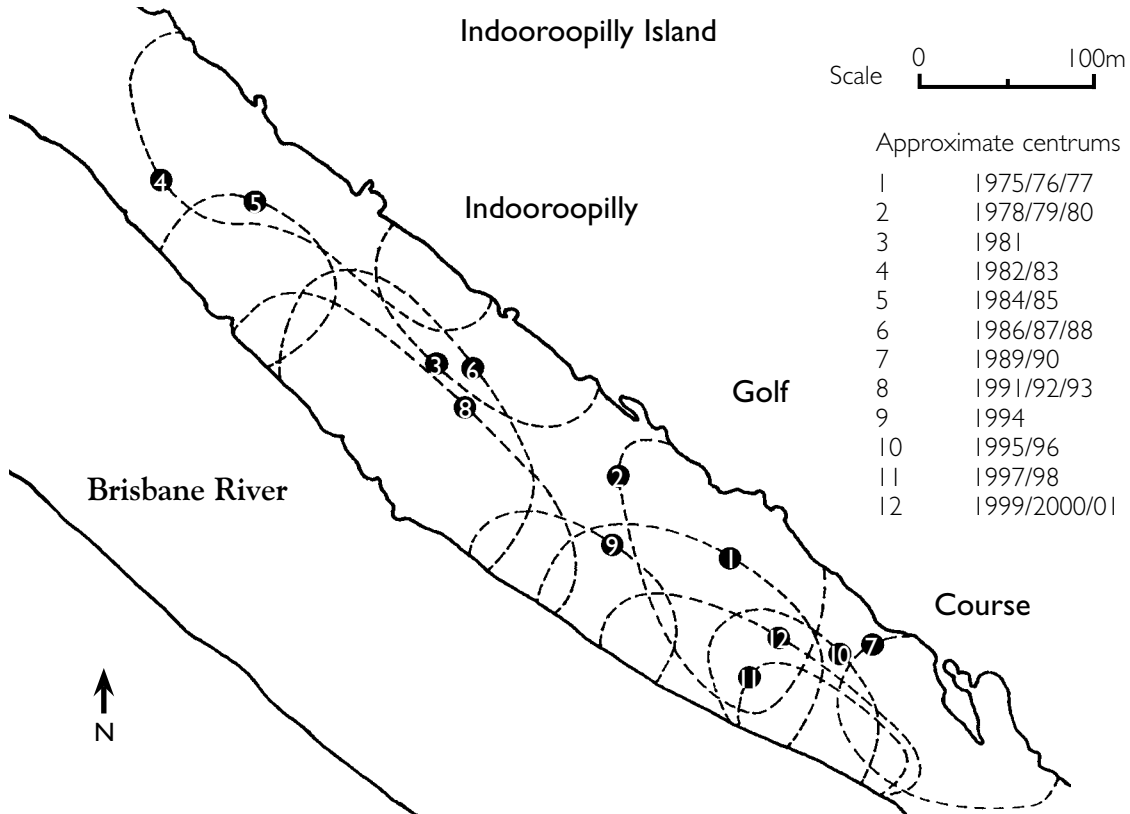 Indooroopilly Island
0 100m
Scale
Approximate centrums
1 1975/76/77
2 1978/79/80
3 1981
4 1982/83
5 1984/85
6 1986/87/88
7 1989/90
8 1991/92/93
9 1994
10 1995/96
11 1997/98
12 1999/2000/01
4
5
Indooroopilly
3
6
8
Golf
2
Brisbane River
9
1
Course
12
10
7
11
N